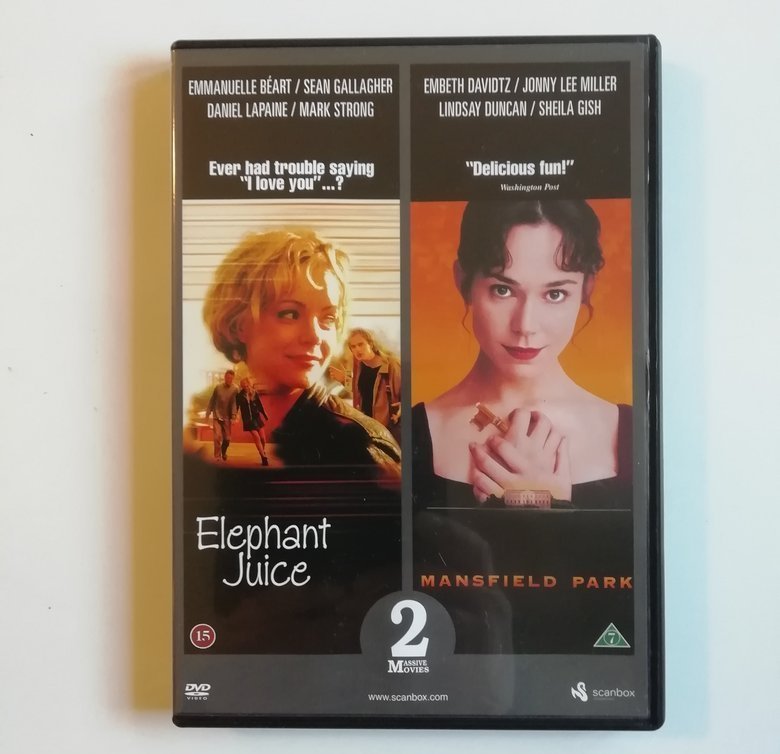 EMMANUELLE BÉART / SEAN GALLAGHER
DANIEL LAPAINE / MARK STRONG
Ever had trouble saying
"I love you"...?
Elephant
Juice
15
EMBETH DAVIDTZ / JONNY LEE MILLER
LINDSAY DUNCAN / SHEILA GISH
"Delicious fun!"
Washington Post
MANSFIELD PARK
7
2
MASSIVE
MOVIES
DVD
VIDEO
www.scanbox.com
scanbox